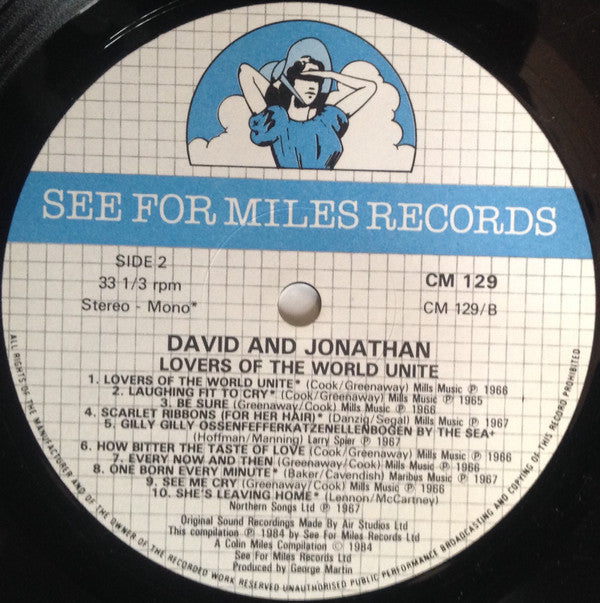 SEE FOR MILES RECORDS
SIDE 2
33 1/3 rpm
Stereo - Mono*
CM 129
CM 129/B
DAVID AND JONATHAN
LOVERS OF THE WORLD UNITE
1. LOVERS OF THE WORLD UNITE* (Cook/Greenaway) Mills Music ℗ 1966
2. LAUGHING FIT TO CRY* (Cook/Greenaway) Mills Music ℗ 1965
3. BE SURE (Greenaway/Cook) Mills Music ℗ 1966
4. SCARLET RIBBONS (FOR HER HAIR)* (Danzig/Segal) Mills Music ℗ 1966
5. GILLY GILLY OSSENFEFFERKATZENELLENBOGEN BY THE SEA+
(Hoffman/Manning) Larry Spier ℗ 1967
6. HOW BITTER THE TASTE OF LOVE (Cook/Greenaway) Mills Music ℗ 1966
7. EVERY NOW AND THEN (Greenaway/Cook) Mills Music ℗ 1966
8. ONE BORN EVERY MINUTE* (Baker/Cavendish) Maribus Music ℗ 1967
9. SEE ME CRY (Greenaway/Cook) Mills Music ℗ 1966
10. SHE'S LEAVING HOME* (Lennon/McCartney)
Northern Songs Ltd ℗ 1967
Original Sound Recordings Made By Air Studios Ltd
This compilation ℗ 1984 by See For Miles Records Ltd
A Colin Miles Compilation © 1984
See For Miles Records Ltd
Produced by George Martin
ALL RIGHTS OF THE MANUFACTURER AND OF THE OWNER OF THE RECORDED WORK RESERVED UNAUTHORISED PUBLIC PERFORMANCE BROADCASTING AND COPYING OF THIS RECORD PROHIBITED